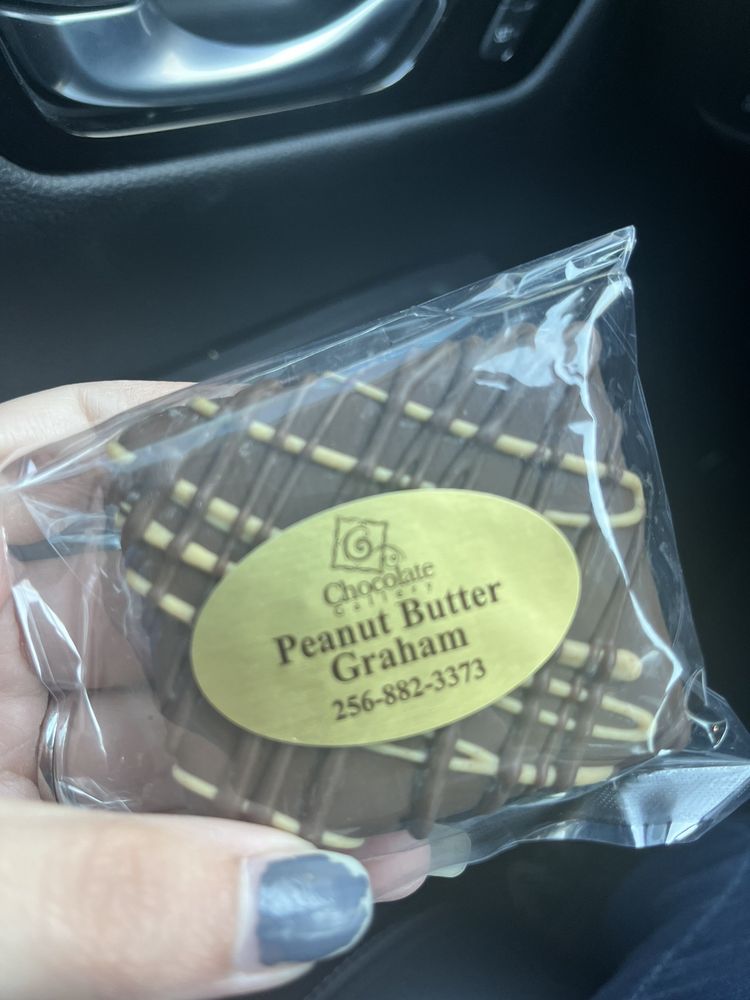 Chocolate
Gallery
Peanut Butter
Graham
256-882-3373